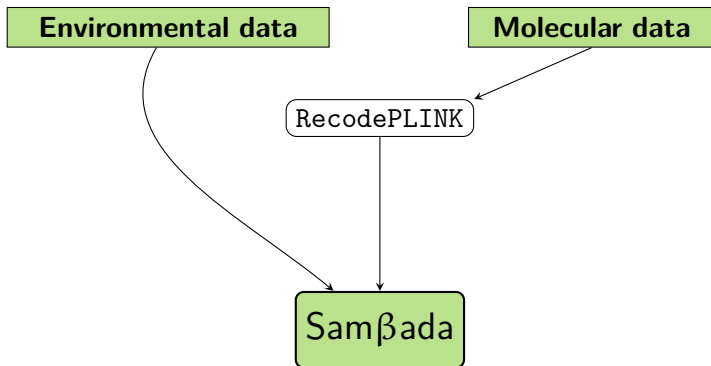 Environmental data
Molecular data
RecodePLINK
Samβada